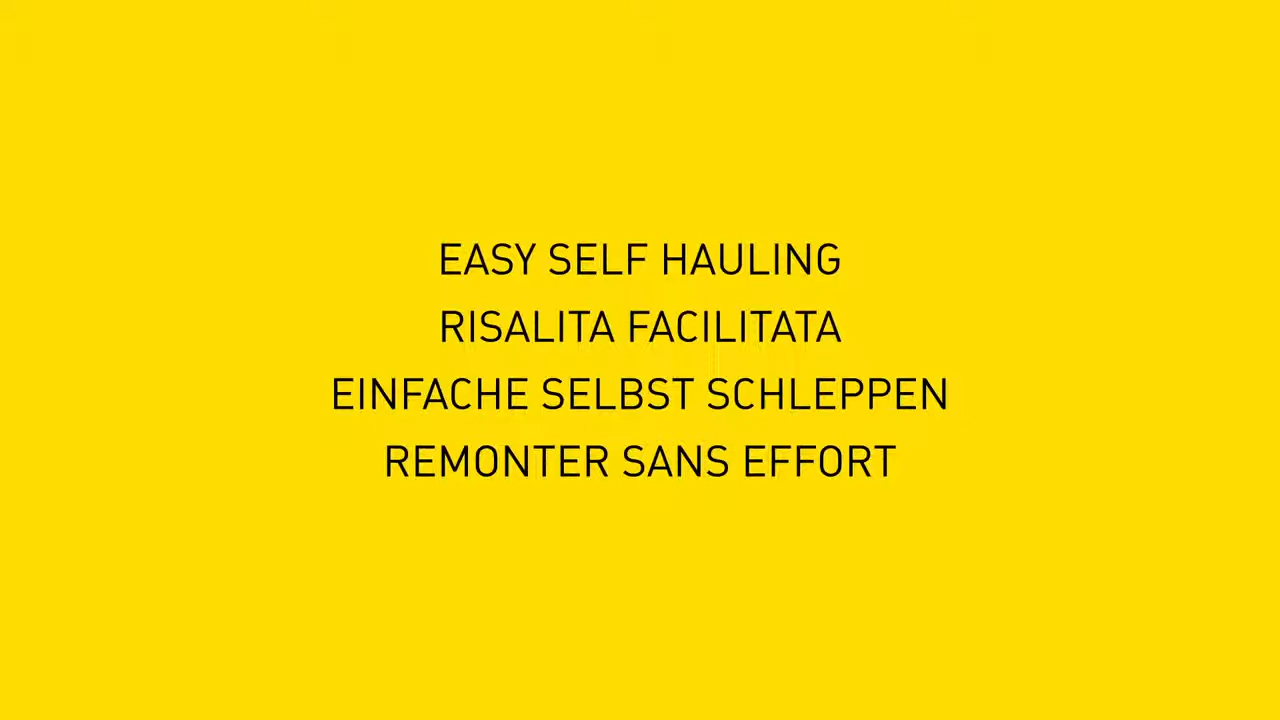 EASY SELF HAULING
RISALITA FACILITATA
EINFACHE SELBST SCHLEPPEN
REMONTER SANS EFFORT